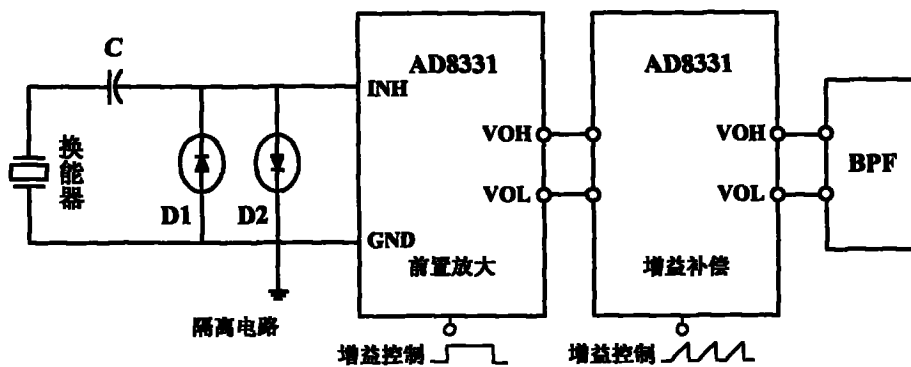 C
AD8331
AD8331
INH
换能器
VOH
VOH
VOL
VOL
BPF
D1
D2
GND
前置放大
增益补偿
隔离电路
增益控制
增益控制